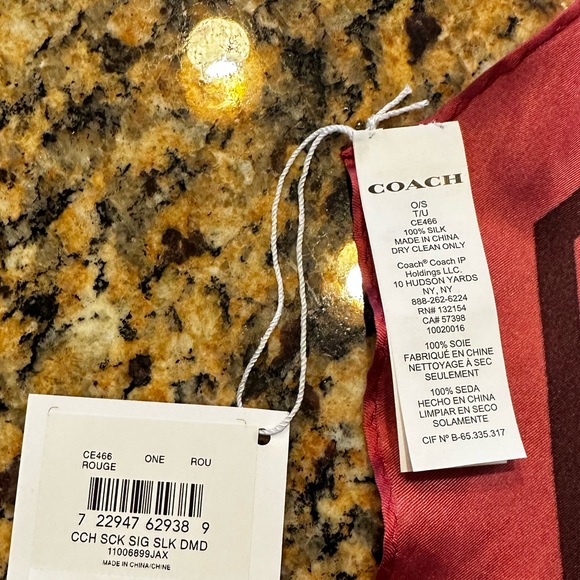 COACH
O/S
T/U
CE466
100% SILK
MADE IN CHINA
DRY CLEAN ONLY
Coach® Coach IP
Holdings LLC.
10 HUDSON YARDS
NY, NY
888-262-6224
RN# 132154
CA# 57398
10020016
100% SOIE
FABRIQUÉ EN CHINE
NETTOYAGE À SEC
SEULEMENT
100% SEDA
HECHO EN CHINA
LIMPIAR EN SECO
SOLAMENTE
CIF Nº B-65.335.317
CE466 ONE ROU
ROUGE
7 22947 62938 9
CCH SCK SIG SLK DMD
11006899JAX
MADE IN CHINA/CHINE